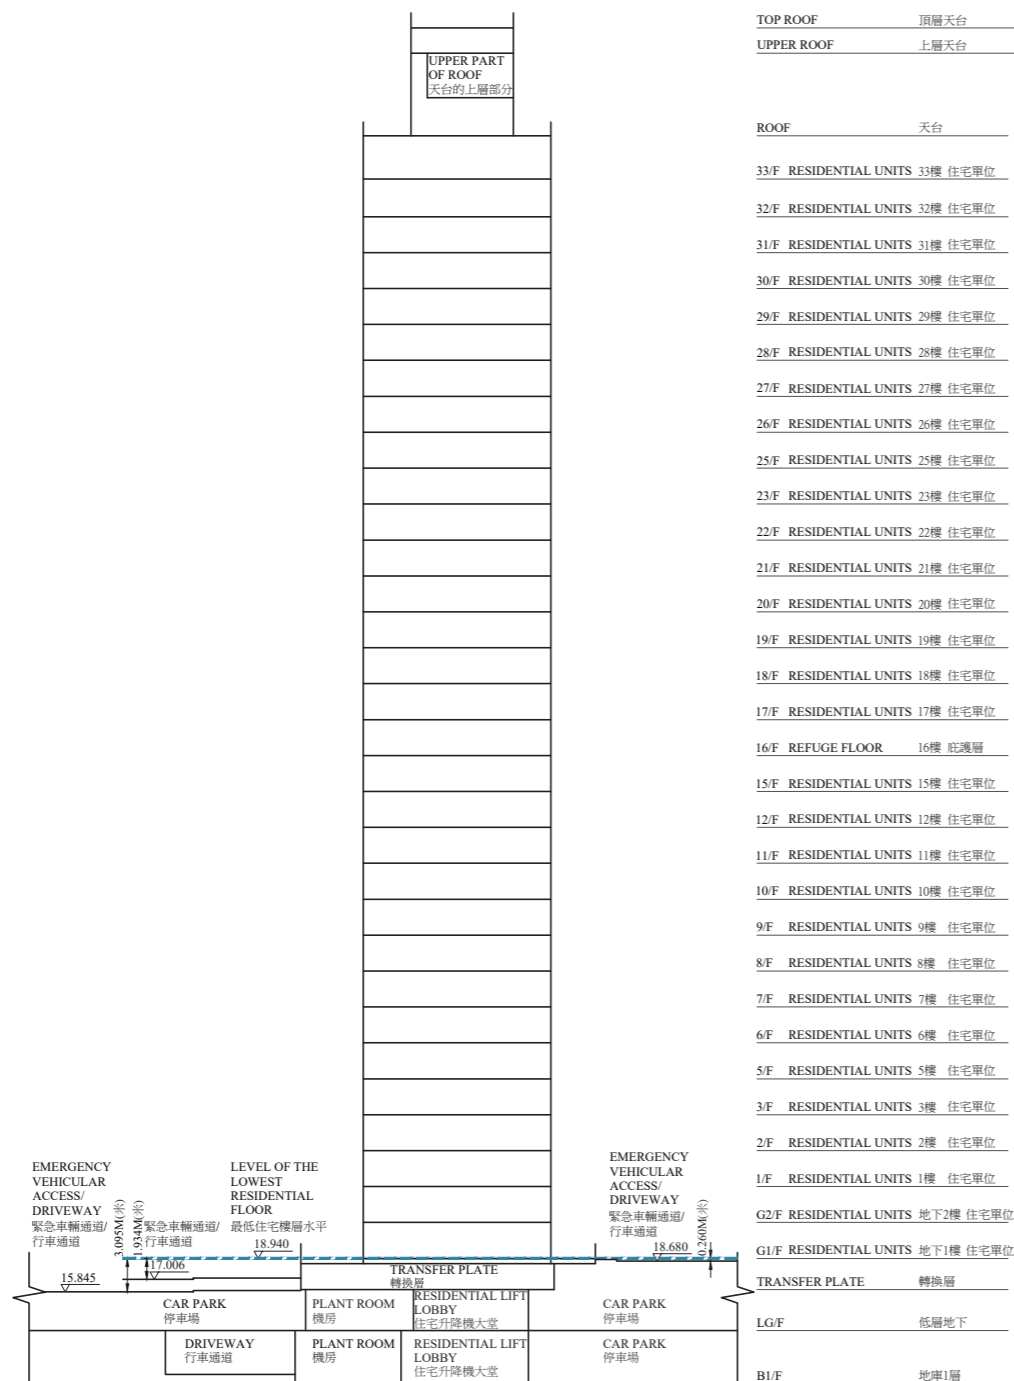 TOP ROOF 頂層天台
UPPER ROOF 上層天台
UPPER PART
OF ROOF
天台的上層部分
ROOF 天台
33/F RESIDENTIAL UNITS 33樓 住宅單位
32/F RESIDENTIAL UNITS 32樓 住宅單位
31/F RESIDENTIAL UNITS 31樓 住宅單位
30/F RESIDENTIAL UNITS 30樓 住宅單位
29/F RESIDENTIAL UNITS 29樓 住宅單位
28/F RESIDENTIAL UNITS 28樓 住宅單位
27/F RESIDENTIAL UNITS 27樓 住宅單位
26/F RESIDENTIAL UNITS 26樓 住宅單位
25/F RESIDENTIAL UNITS 25樓 住宅單位
23/F RESIDENTIAL UNITS 23樓 住宅單位
22/F RESIDENTIAL UNITS 22樓 住宅單位
21/F RESIDENTIAL UNITS 21樓 住宅單位
20/F RESIDENTIAL UNITS 20樓 住宅單位
19/F RESIDENTIAL UNITS 19樓 住宅單位
18/F RESIDENTIAL UNITS 18樓 住宅單位
17/F RESIDENTIAL UNITS 17樓 住宅單位
16/F REFUGE FLOOR 16樓 庇護層
15/F RESIDENTIAL UNITS 15樓 住宅單位
12/F RESIDENTIAL UNITS 12樓 住宅單位
11/F RESIDENTIAL UNITS 11樓 住宅單位
10/F RESIDENTIAL UNITS 10樓 住宅單位
9/F RESIDENTIAL UNITS 9樓 住宅單位
8/F RESIDENTIAL UNITS 8樓 住宅單位
7/F RESIDENTIAL UNITS 7樓 住宅單位
6/F RESIDENTIAL UNITS 6樓 住宅單位
5/F RESIDENTIAL UNITS 5樓 住宅單位
3/F RESIDENTIAL UNITS 3樓 住宅單位
2/F RESIDENTIAL UNITS 2樓 住宅單位
1/F RESIDENTIAL UNITS 1樓 住宅單位
G2/F RESIDENTIAL UNITS 地下2樓 住宅單位
G1/F RESIDENTIAL UNITS 地下1樓 住宅單位
TRANSFER PLATE 轉換層
LG/F 低層地下
B1/F 地庫1層
EMERGENCY
VEHICULAR
ACCESS/
DRIVEWAY
緊急車輛通道/
行車通道
3.095M(米)
1.934M(米)
緊急車輛通道/
行車通道
LEVEL OF THE
LOWEST
RESIDENTIAL
FLOOR
最低住宅樓層水平
18.940
17.006
15.845
EMERGENCY
VEHICULAR
ACCESS/
DRIVEWAY
緊急車輛通道/
行車通道
18.680
0.260M(米)
TRANSFER PLATE
轉換層
CAR PARK
停車場
PLANT ROOM
機房
RESIDENTIAL LIFT
LOBBY
住宅升降機大堂
CAR PARK
停車場
DRIVEWAY
行車通道
PLANT ROOM
機房
RESIDENTIAL LIFT
LOBBY
住宅升降機大堂
CAR PARK
停車場